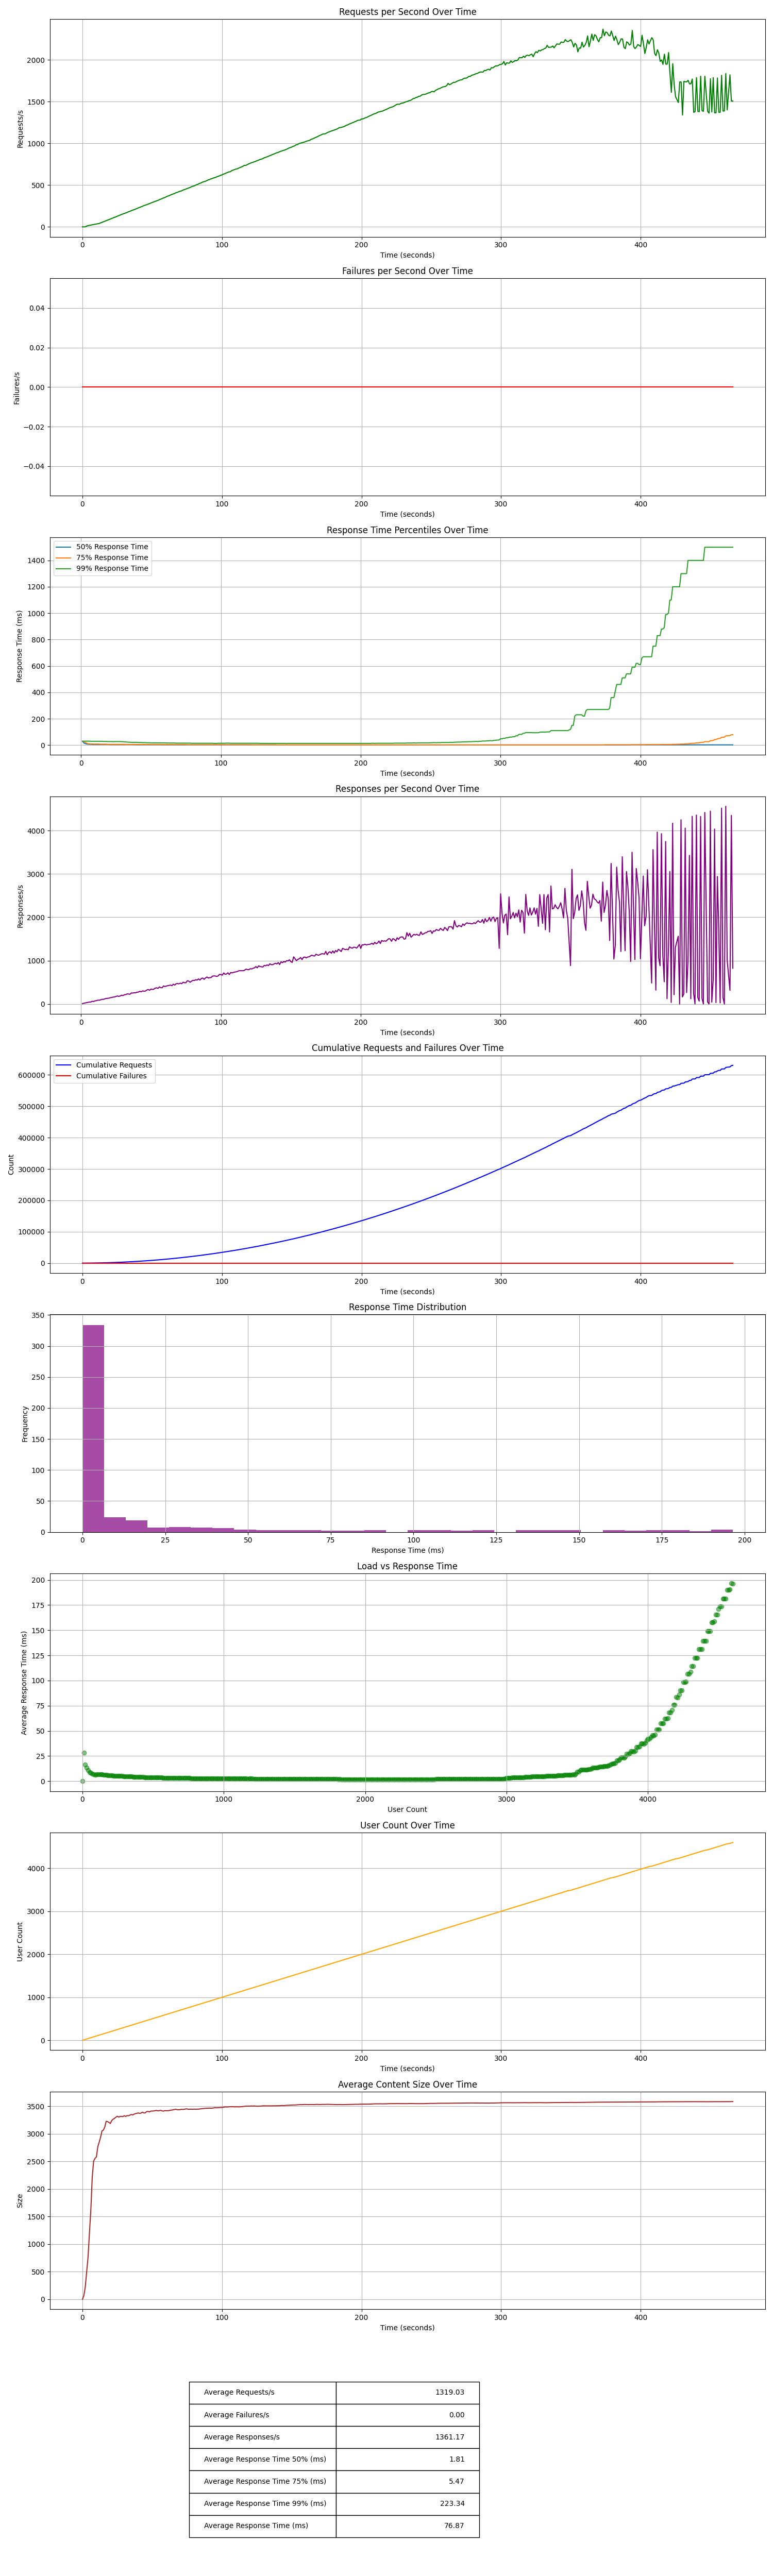 Requests per Second Over Time
2000
1500
1000
500
0
Requests/s
0 100 200 300 400
Time (seconds)
Failures per Second Over Time
0.04
0.02
0.00
−0.02
−0.04
Failures/s
0 100 200 300 400
Time (seconds)
Response Time Percentiles Over Time
50% Response Time
75% Response Time
99% Response Time
1400
1200
1000
800
600
400
200
0
Response Time (ms)
0 100 200 300 400
Time (seconds)
Responses per Second Over Time
4000
3000
2000
1000
0
Responses/s
0 100 200 300 400
Time (seconds)
Cumulative Requests and Failures Over Time
Cumulative Requests
Cumulative Failures
600000
500000
400000
300000
200000
100000
0
Count
0 100 200 300 400
Time (seconds)
Response Time Distribution
350
300
250
200
150
100
50
0
Frequency
0 25 50 75 100 125 150 175 200
Response Time (ms)
Load vs Response Time
200
175
150
125
100
75
50
25
0
Average Response Time (ms)
0 1000 2000 3000 4000
User Count
User Count Over Time
4000
3000
2000
1000
0
User Count
0 100 200 300 400
Time (seconds)
Average Content Size Over Time
3500
3000
2500
2000
1500
1000
500
0
Size
0 100 200 300 400
Time (seconds)
Average Requests/s 1319.03
Average Failures/s 0.00
Average Responses/s 1361.17
Average Response Time 50% (ms) 1.81
Average Response Time 75% (ms) 5.47
Average Response Time 99% (ms) 223.34
Average Response Time (ms) 76.87